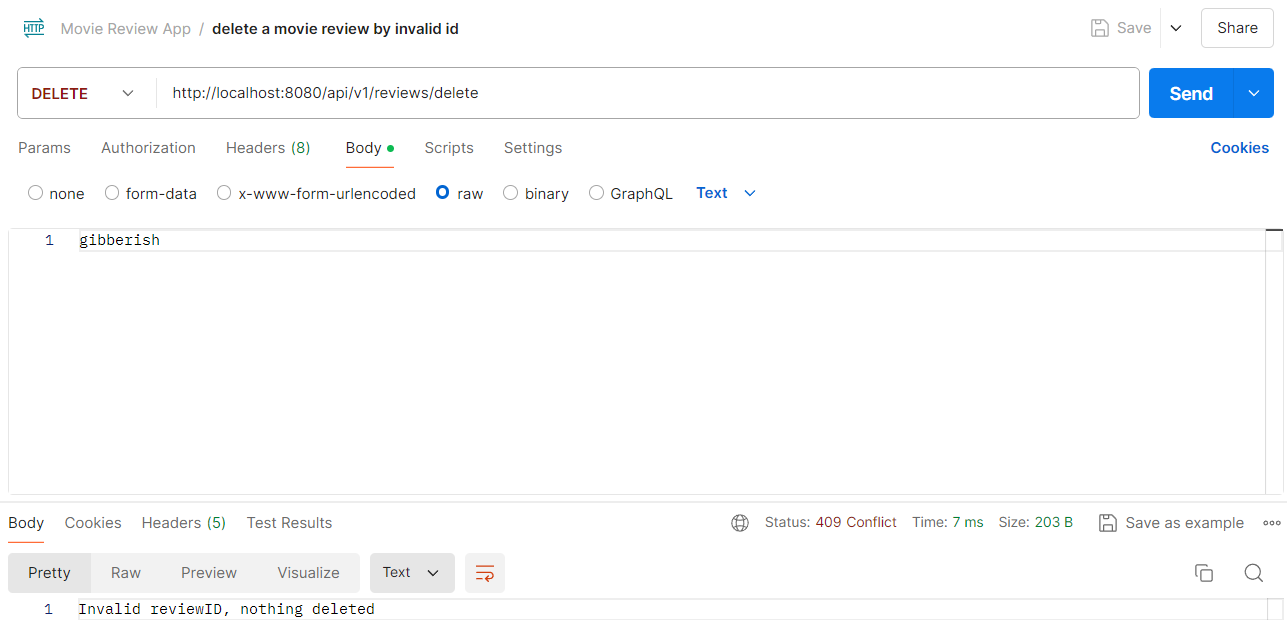 HTTP Movie Review App / delete a movie review by invalid id Save Share
DELETE http://localhost:8080/api/v1/reviews/delete Send
Params Authorization Headers (8) Body Scripts Settings Cookies
none form-data x-www-form-urlencoded raw binary GraphQL Text
1 gibberish
Body Cookies Headers (5) Test Results Status: 409 Conflict Time: 7 ms Size: 203 B Save as example
Pretty Raw Preview Visualize Text
1 Invalid reviewID, nothing deleted